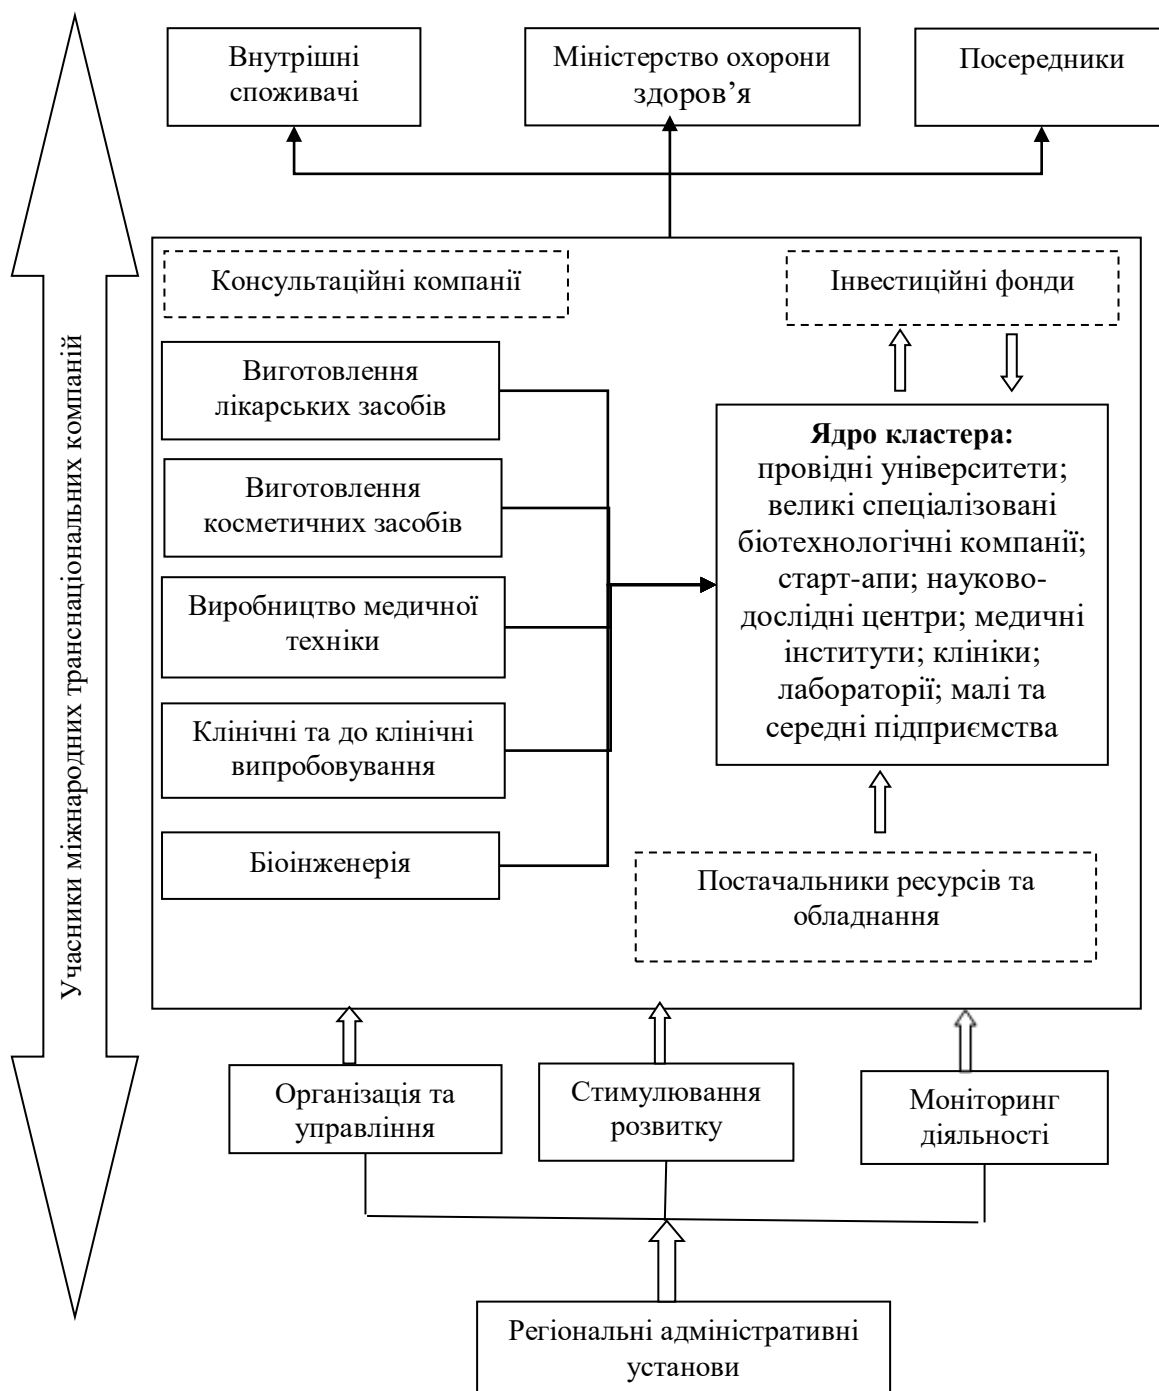 Внутрішні
споживачі
Міністерство охорони
здоров’я
Посередники
Учасники міжнародних транснаціональних компаній
Консультаційні компанії
Інвестиційні фонди
Виготовлення
лікарських засобів
Виготовлення
косметичних засобів
Виробництво медичної
техніки
Клінічні та до клінічні
випробовування
Біоінженерія
Ядро кластера:
провідні університети;
великі спеціалізовані
біотехнологічні компанії;
старт-апи; науково-
дослідні центри; медичні
інститути; клініки;
лабораторії; малі та
середні підприємства
Постачальники ресурсів та
обладнання
Організація та
управління
Стимулювання
розвитку
Моніторинг
діяльності
Регіональні адміністративні
установи